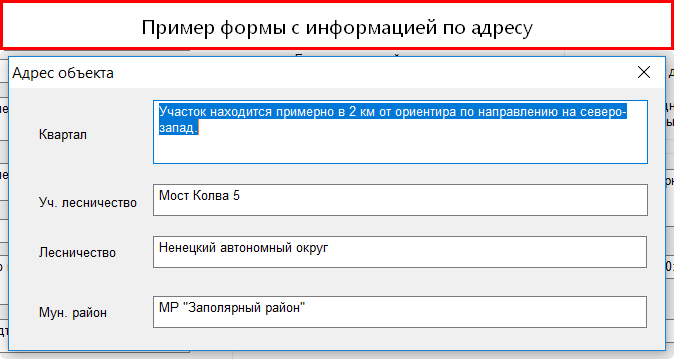 Пример формы с информацией по адресу
Адрес объекта
Квартал
Участок находится примерно в 2 км от ориентира по направлению на северо-
запад.
Уч. лесничество
Мост Колва 5
Лесничество
Ненецкий автономный округ
Мун. район
МР "Заполярный район"